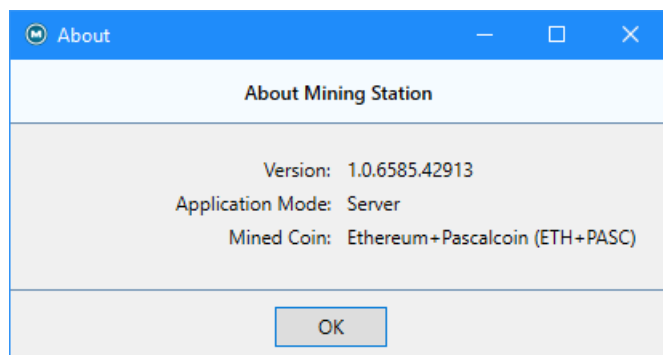 About
About Mining Station
Version: 1.0.6585.42913
Application Mode: Server
Mined Coin: Ethereum+Pascalcoin (ETH+PASC)
OK